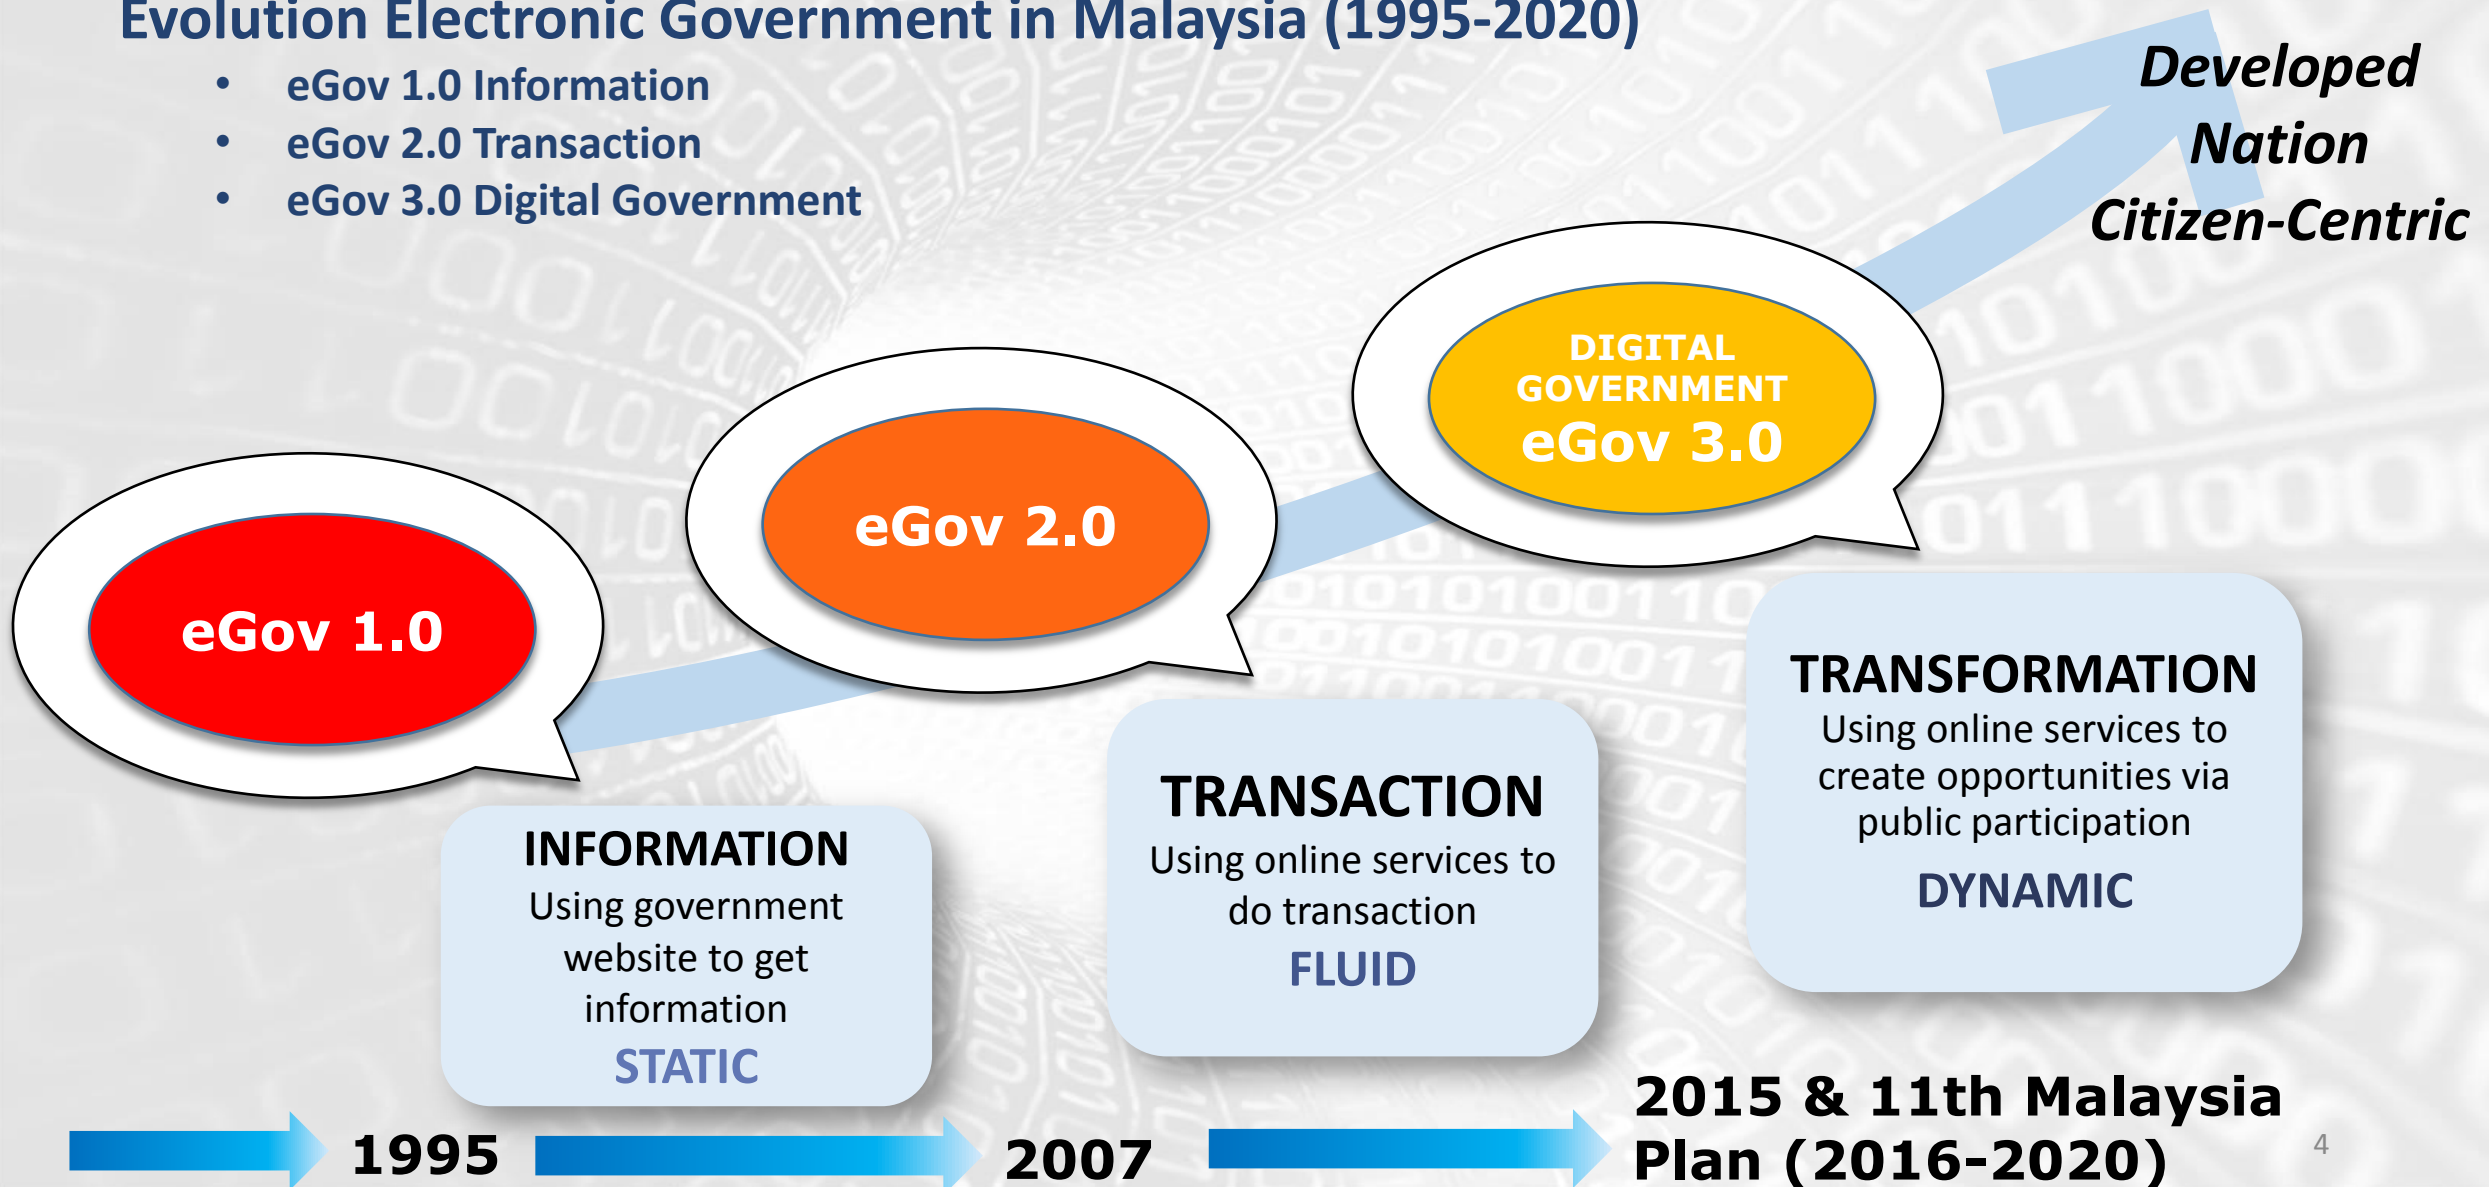 Evolution Electronic Government in Malaysia (1995-2020)
• eGov 1.0 Information
• eGov 2.0 Transaction
• eGov 3.0 Digital Government
Developed
Nation
Citizen-Centric
DIGITAL
GOVERNMENT
eGov 3.0
eGov 2.0
eGov 1.0
INFORMATION
Using government
website to get
information
STATIC
TRANSACTION
Using online services to
do transaction
FLUID
TRANSFORMATION
Using online services to
create opportunities via
public participation
DYNAMIC
1995
2007
2015 & 11th Malaysia
Plan (2016-2020)
4